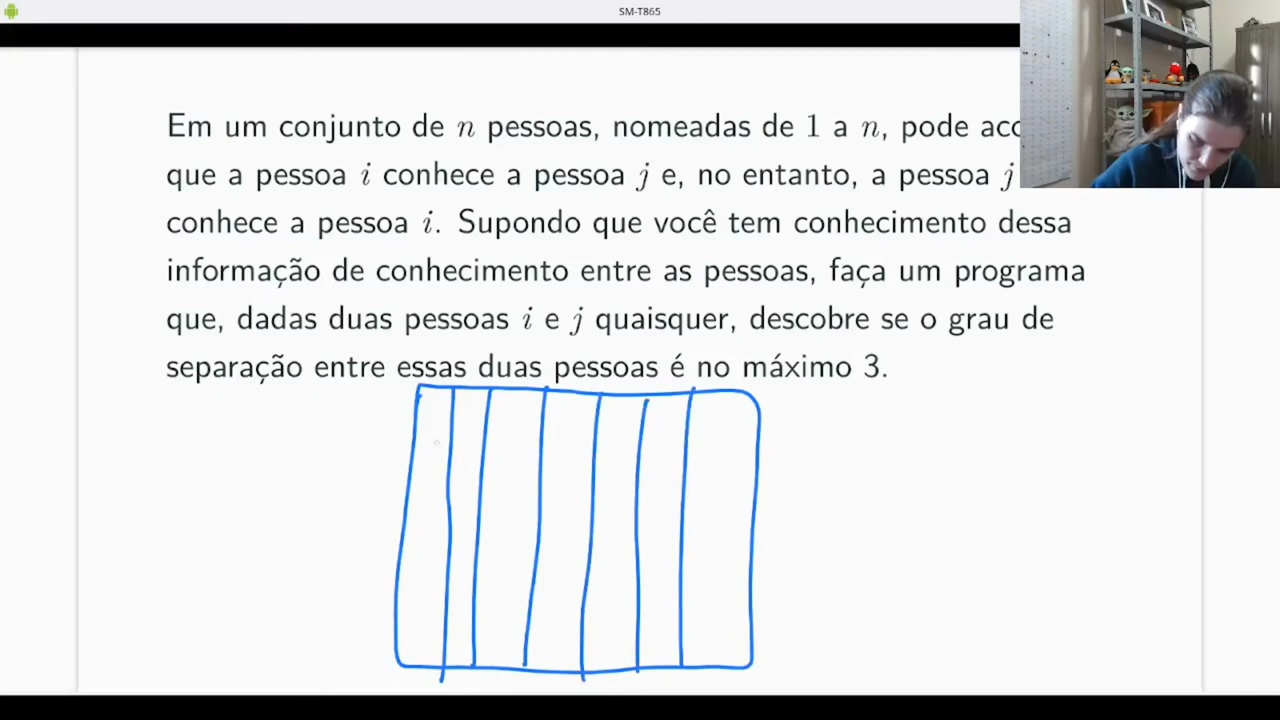 SM-T865
Em um conjunto de n pessoas, nomeadas de 1 a n, pode
que a pessoa i conhece a pessoa j e, no entanto, a pessoa j
conhece a pessoa i. Supondo que você tem conhecimento dessa
informação de conhecimento entre as pessoas, faça um programa
que, dadas duas pessoas i e j quaisquer, descobre se o grau de
separação entre essas duas pessoas é no máximo 3.